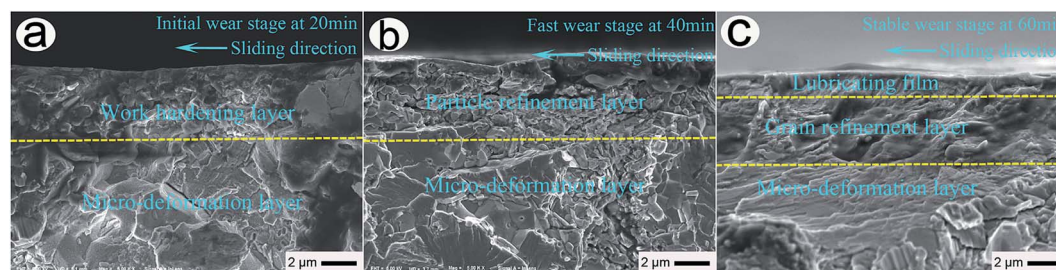 a
Initial wear stage at 20min
Sliding direction
Work hardening layer
Micro-deformation layer
2 µm
b
Fast wear stage at 40min
Sliding direction
Particle refinement layer
Micro-deformation layer
2 µm
c
Stable wear stage at 60min
Sliding direction
Lubricating film
Grain refinement layer
Micro-deformation layer
2 µm